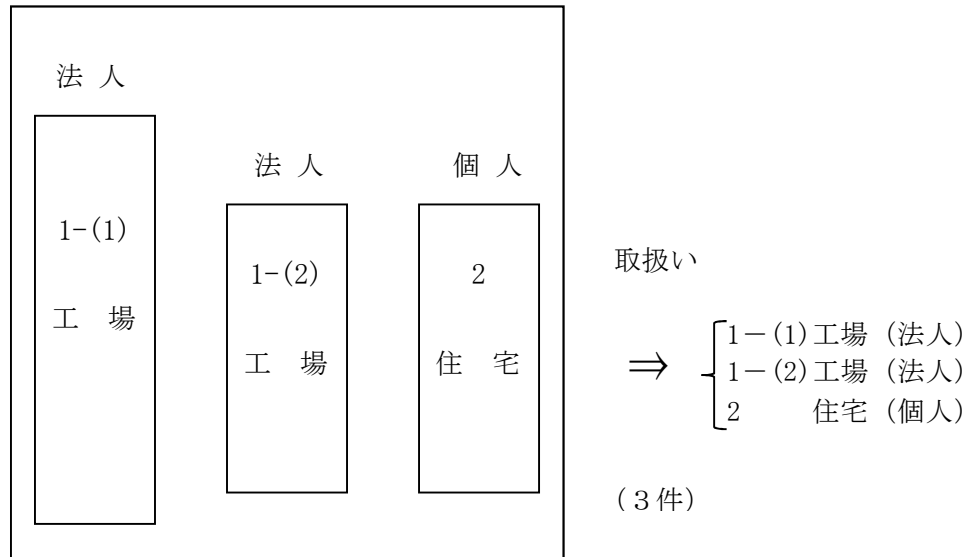 法 人
1-(1)
工 場
法 人
1-(2)
工 場
個 人
2
住 宅
取扱い
⇒
1－(1)工場（法人）
1－(2)工場（法人）
2 住宅（個人）
（３件）